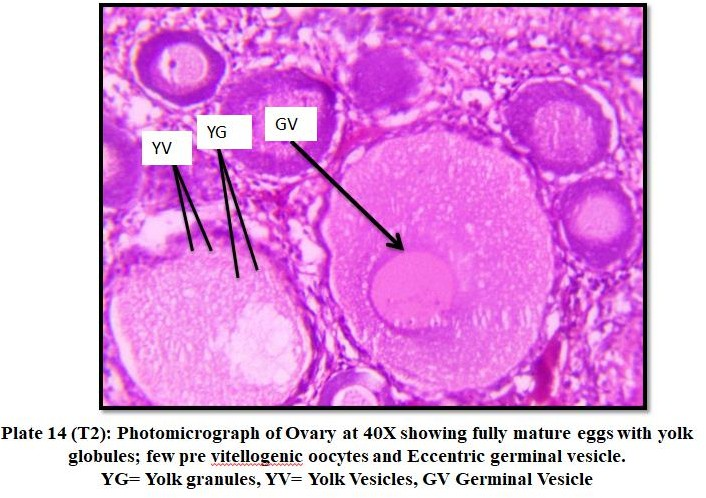 GV
YG
YV
Plate 14 (T2): Photomicrograph of Ovary at 40X showing fully mature eggs with yolk
globules; few pre vitellogenic oocytes and Eccentric germinal vesicle.
YG= Yolk granules, YV= Yolk Vesicles, GV Germinal Vesicle